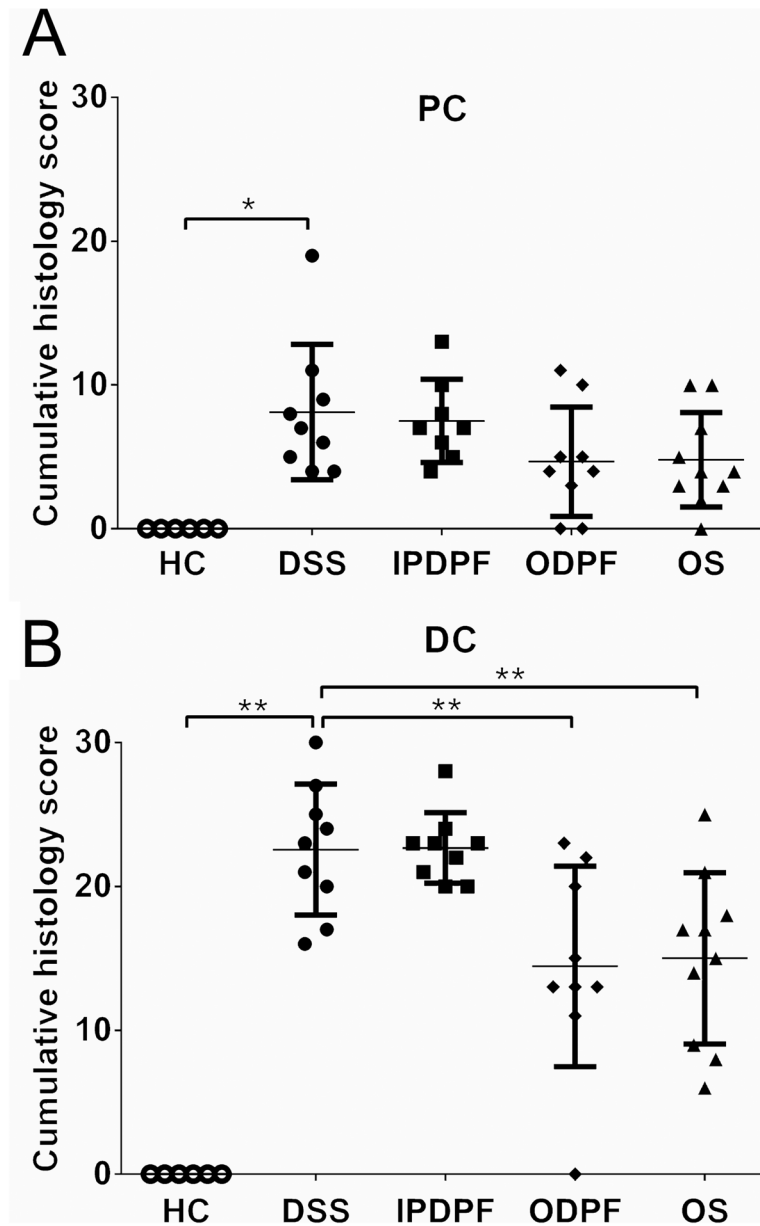 A
PC
Cumulative histology score
30
20
10
0
*
HC DSS IPDPF ODPF OS
B
DC
Cumulative histology score
30
20
10
0
**
**
**
HC DSS IPDPF ODPF OS